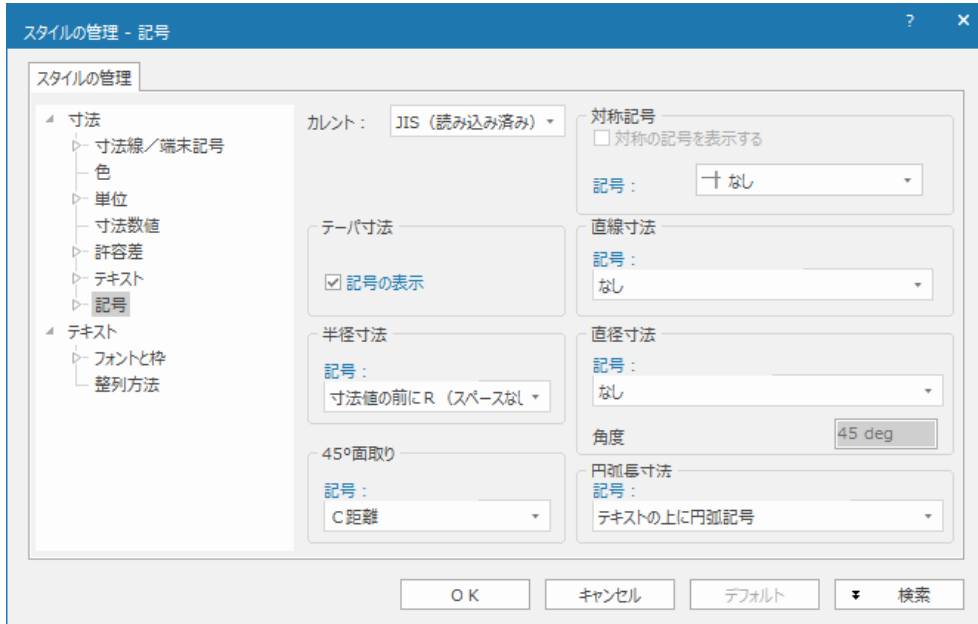 スタイルの管理 - 記号
?
×
スタイルの管理
寸法
寸法線／端末記号
色
単位
寸法数値
許容差
テキスト
記号
テキスト
フォントと枠
整列方法
カレント：
JIS（読み込み済み）
対称記号
対称の記号を表示する
記号：
なし
テーパ寸法
記号の表示
直線寸法
記号：
なし
半径寸法
記号：
寸法値の前にＲ（スペースなし
直径寸法
記号：
なし
角度
45 deg
45°面取り
記号：
Ｃ距離
円弧長寸法
記号：
テキストの上に円弧記号
ＯＫ
キャンセル
デフォルト
検索